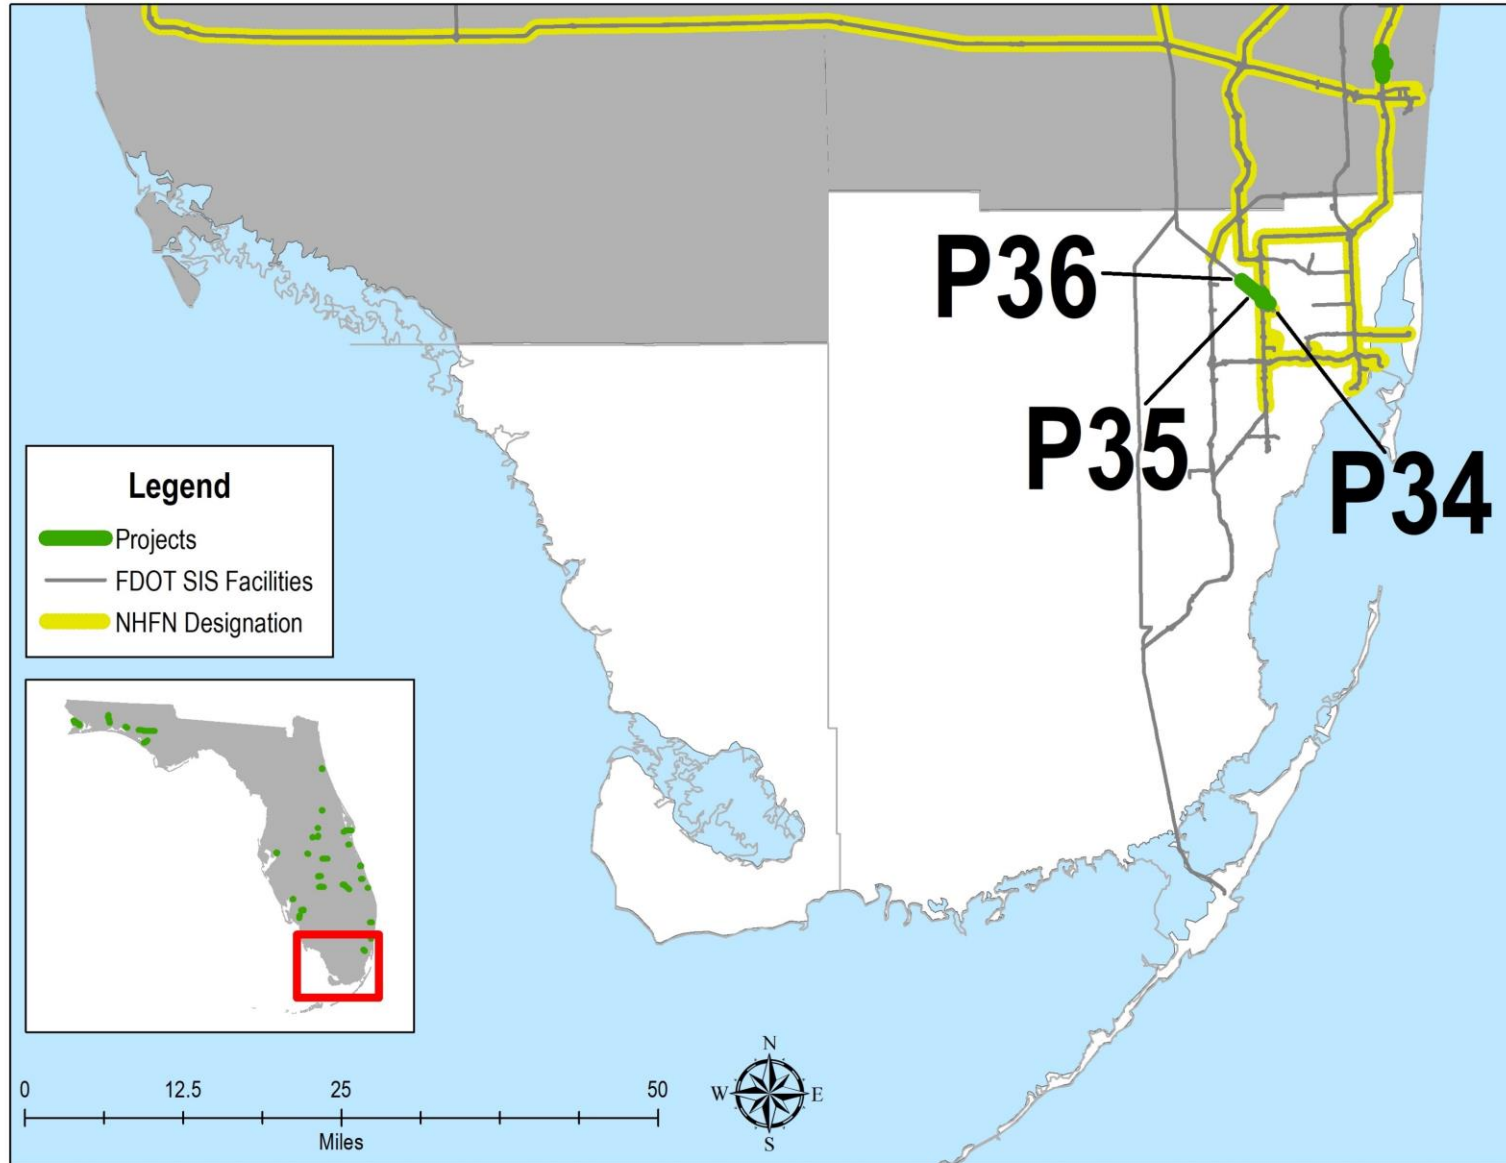 P36
P35
P34
Legend
Projects
FDOT SIS Facilities
NHFN Designation
0 12.5 25 50
Miles
N
W E
S